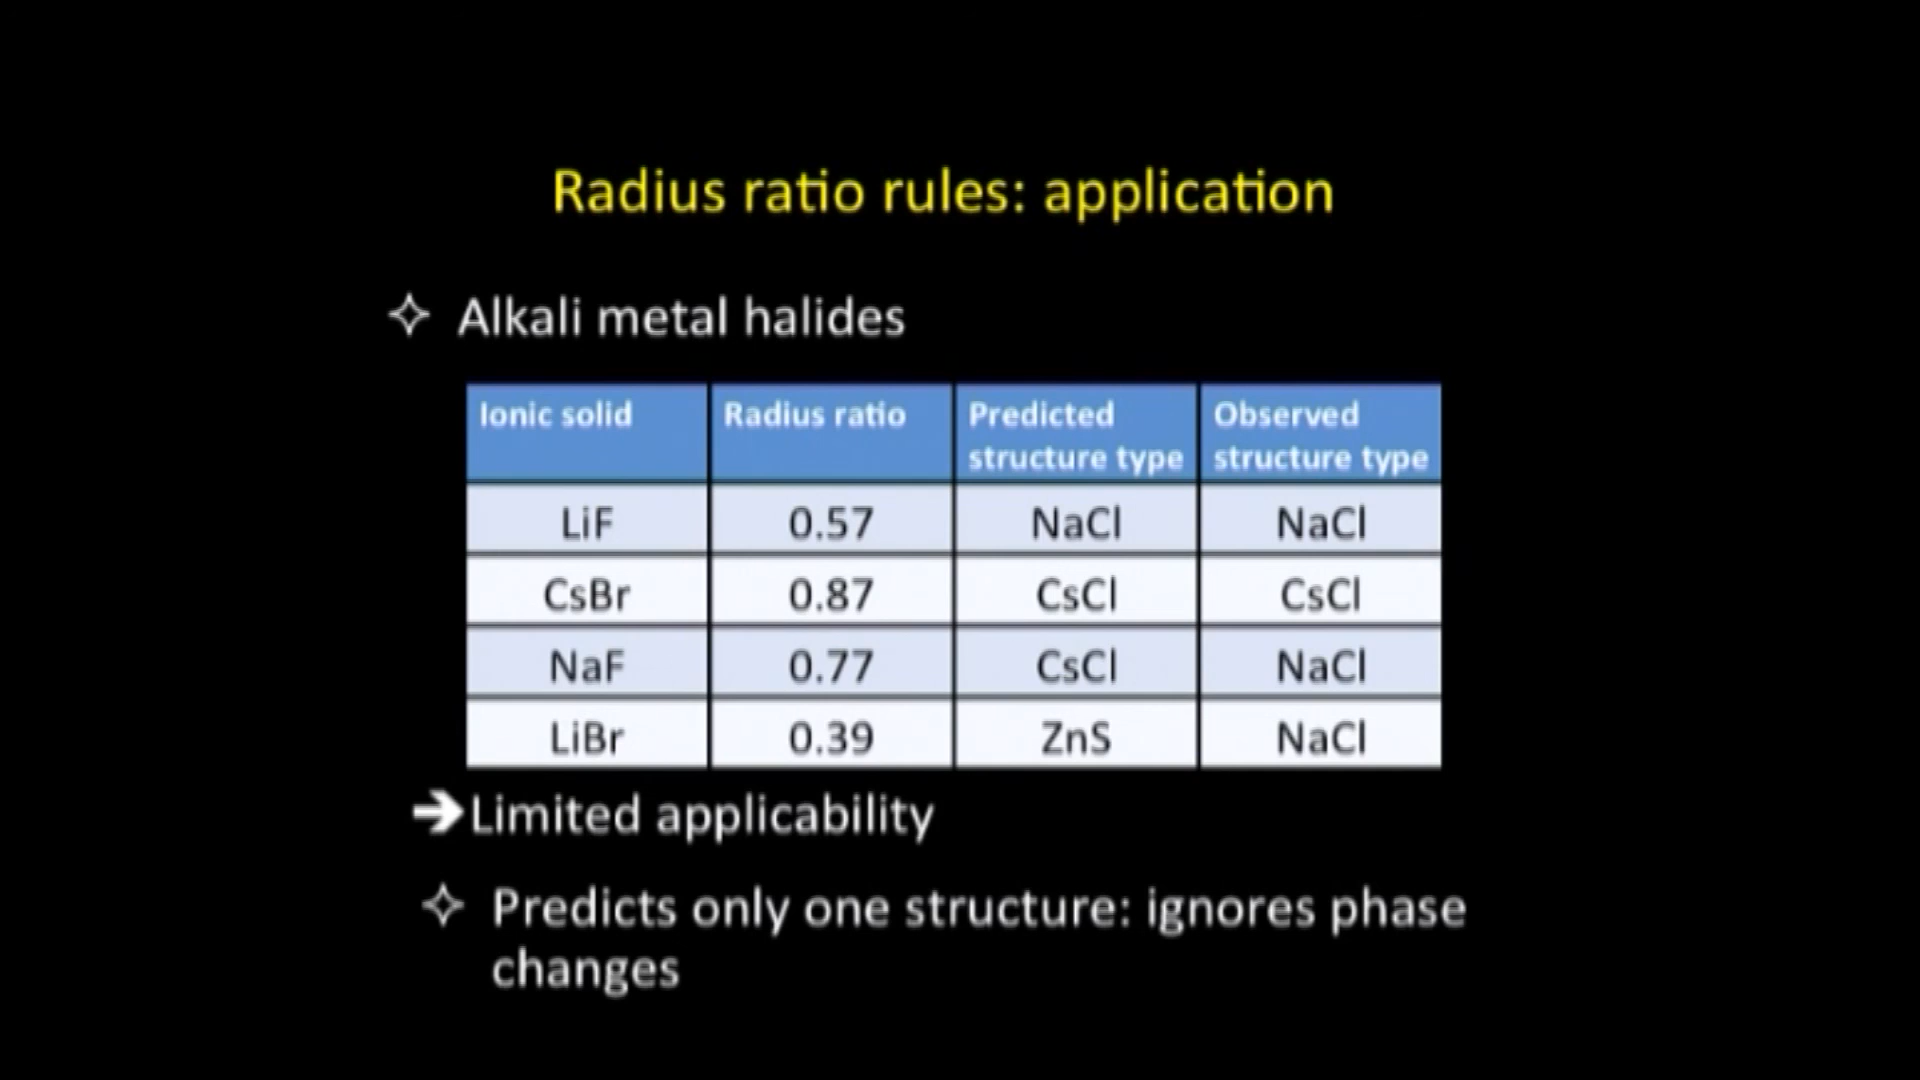 Radius ratio rules: application
Alkali metal halides
Ionic solid Radius ratio Predicted structure type Observed structure type
LiF 0.57 NaCl NaCl
CsBr 0.87 CsCl CsCl
NaF 0.77 CsCl NaCl
LiBr 0.39 ZnS NaCl
➔Limited applicability
Predicts only one structure: ignores phase
changes